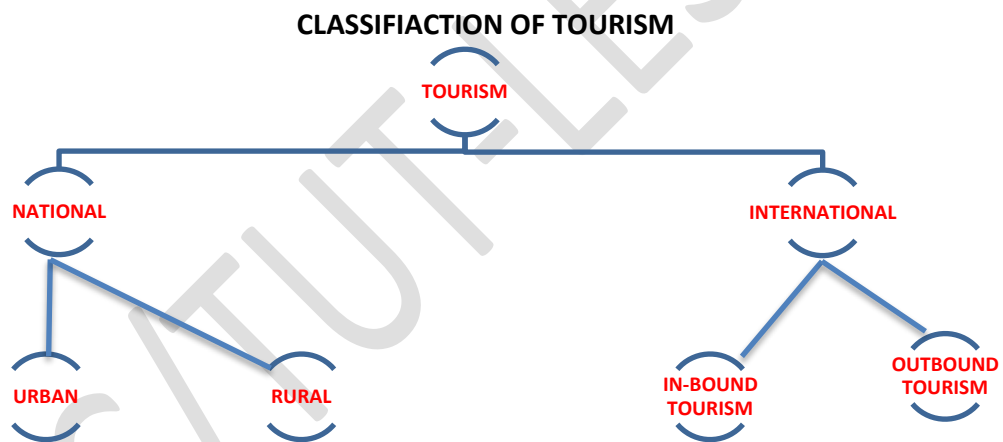 CLASSIFIACTION OF TOURISM
TOURISM
NATIONAL
INTERNATIONAL
URBAN
RURAL
IN-BOUND
TOURISM
OUTBOUND
TOURISM